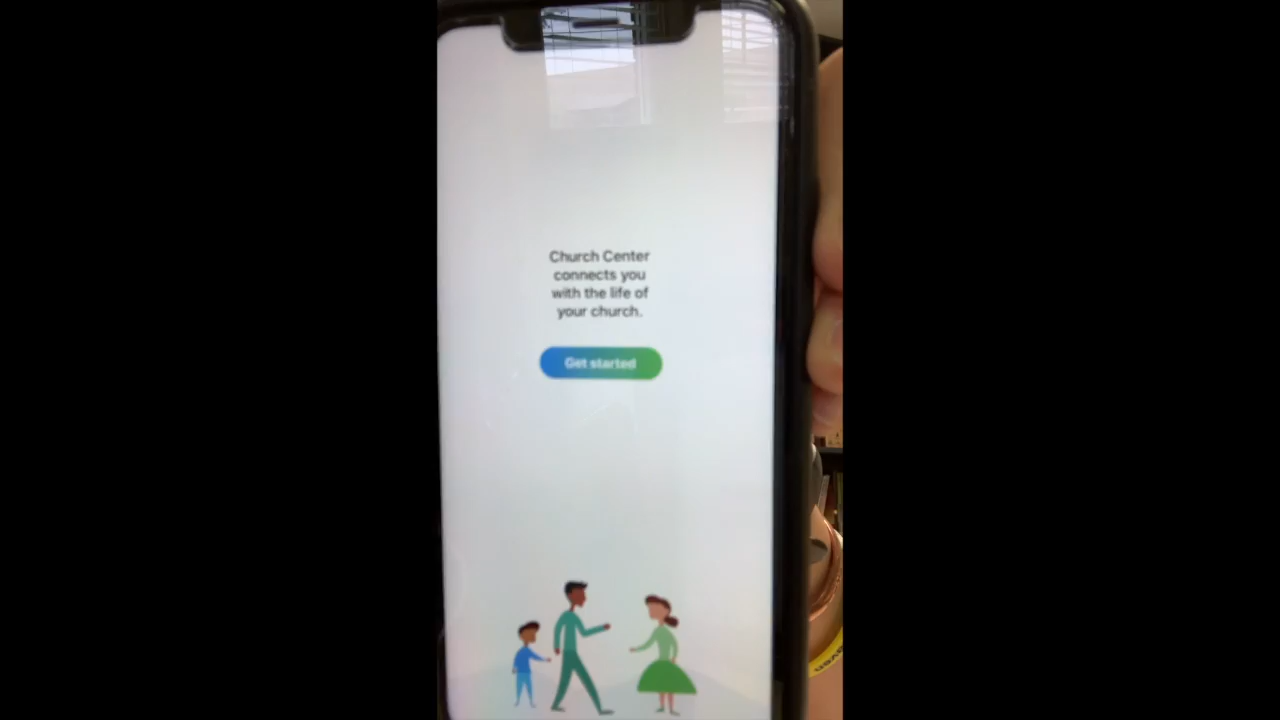 Church Center
connects you
with the life of
your church.
Get started